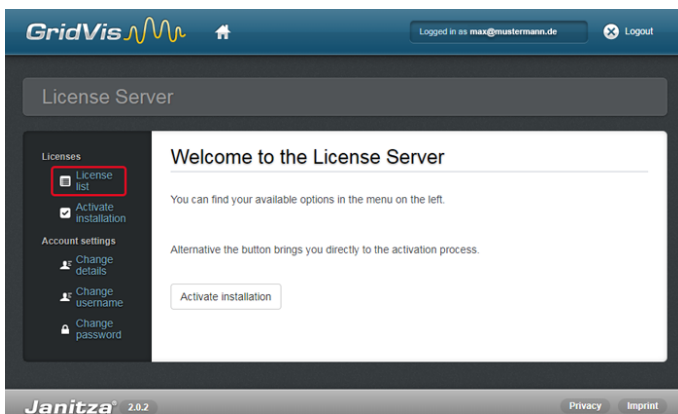 GridVis
Logged in as max@mustermann.de
Logout
License Server
Licenses
License
list
Activate
installation
Account settings
Change
details
Change
username
Change
password
Welcome to the License Server
You can find your available options in the menu on the left.
Alternative the button brings you directly to the activation process.
Activate installation
Janitza® 2.0.2
Privacy
Imprint